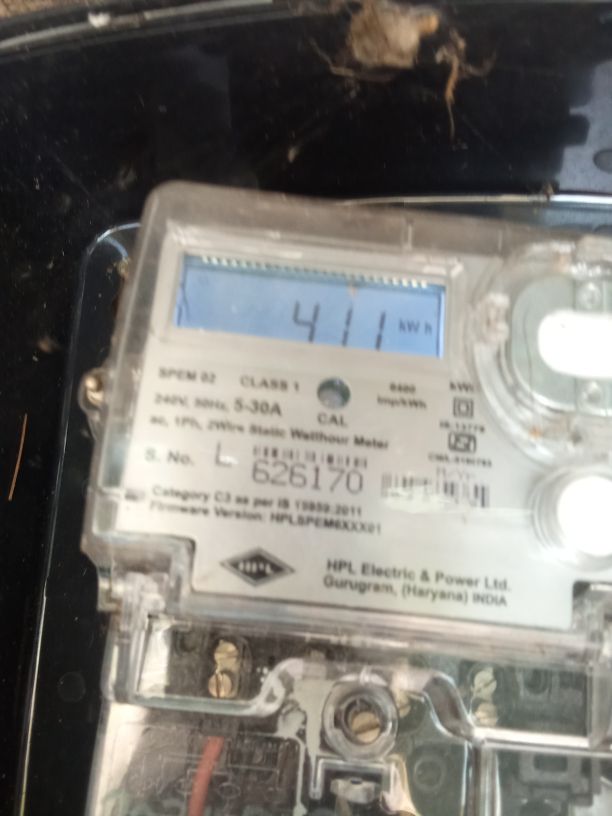 411 kWh
SPEM 02 CLASS 1 6400 imp/kWh
240V, 50Hz, 5-30A CAL
ac, 1Ph, 2Wire Static Watthour Meter
IS:13779
S. No. L 626170
Category C3 as per IS 15959:2011
Firmware Version: HPLSPEM6XXX01
HPL
HPL Electric & Power Ltd.
Gurugram, (Haryana) INDIA